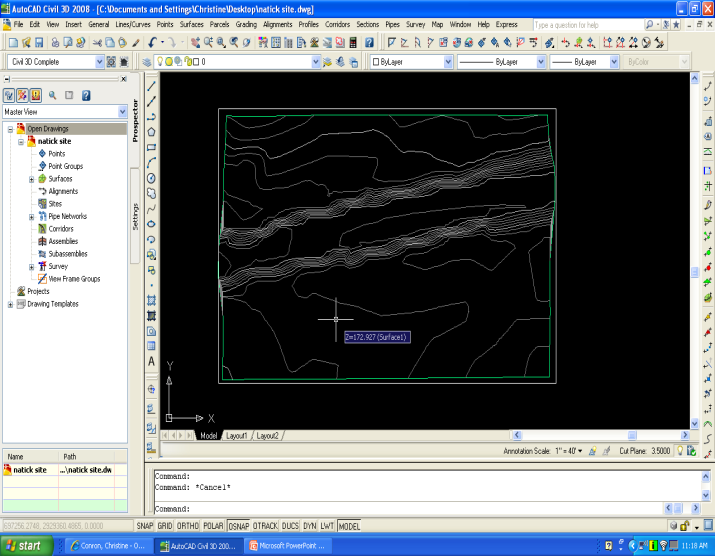 AutoCAD Civil 3D 2008 - [C:\Documents and Settings\Christine\Desktop\natick site.dwg]
File Edit View Insert General Lines/Curves Points Surfaces Parcels Grading Alignments Profiles Corridors Sections Pipes Survey Map Window Help Express Type a question for help
Civil 3D Complete 0 ByLayer ByLayer ByLayer ByColor
Master View
Open Drawings
natick site
Points
Point Groups
Surfaces
Alignments
Sites
Pipe Networks
Corridors
Assemblies
Subassemblies
Survey
View Frame Groups
Projects
Drawing Templates
Prospector
Settings
Z=172.927 (Surface1)
Y
X
A
Model Layout1 Layout2
Annotation Scale: 1" = 40' Cut Plane: 3.5000
Name Path
natick site ...\natick site.dw
Command:
Command: *Cancel*
Command:
697256.2748, 2929360.4865, 0.0000 SNAP GRID ORTHO POLAR OSNAP OTRACK DUCS DYN LWT MODEL
start Conron, Christine - O... AutoCAD Civil 3D 200... Microsoft PowerPoint ... 11:18 AM